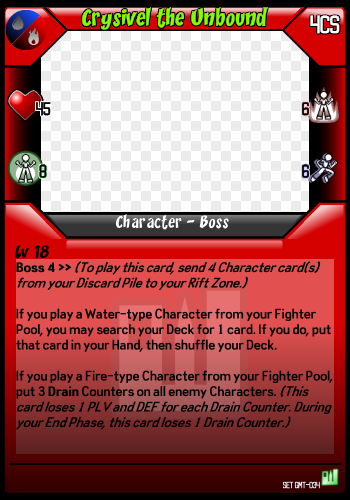 Crysivel the Unbound
4CS
45
6
8
6
Character - Boss
Lv 18
Boss 4 >> (To play this card, send 4 Character card(s)
from your Discard Pile to your Rift Zone.)
If you play a Water-type Character from your Fighter
Pool, you may search your Deck for 1 card. If you do, put
that card in your Hand, then shuffle your Deck.
If you play a Fire-type Character from your Fighter Pool,
put 3 Drain Counters on all enemy Characters. (This
card loses 1 PLY and DEF for each Drain Counter. During
your End Phase, this card loses 1 Drain Counter.)
SET GMT-004